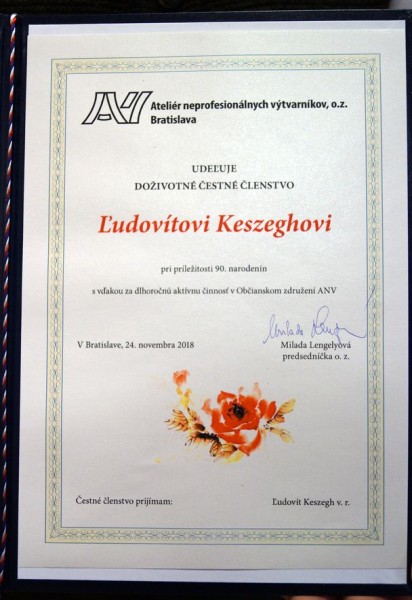 ANV Ateliér neprofesionálnych výtvarníkov, o.z.
Bratislava
UDEĽUJE
DOŽIVOTNÉ ČESTNÉ ČLENSTVO
Ľudovítovi Keszeghovi
pri príležitosti 90. narodenín
s vďakou za dlhoročnú aktívnu činnosť v Občianskom združení ANV
V Bratislave, 24. novembra 2018
Milada Lengelyová
predsedníčka o. z.
Čestné členstvo prijímam:
Ľudovít Keszegh v. r.